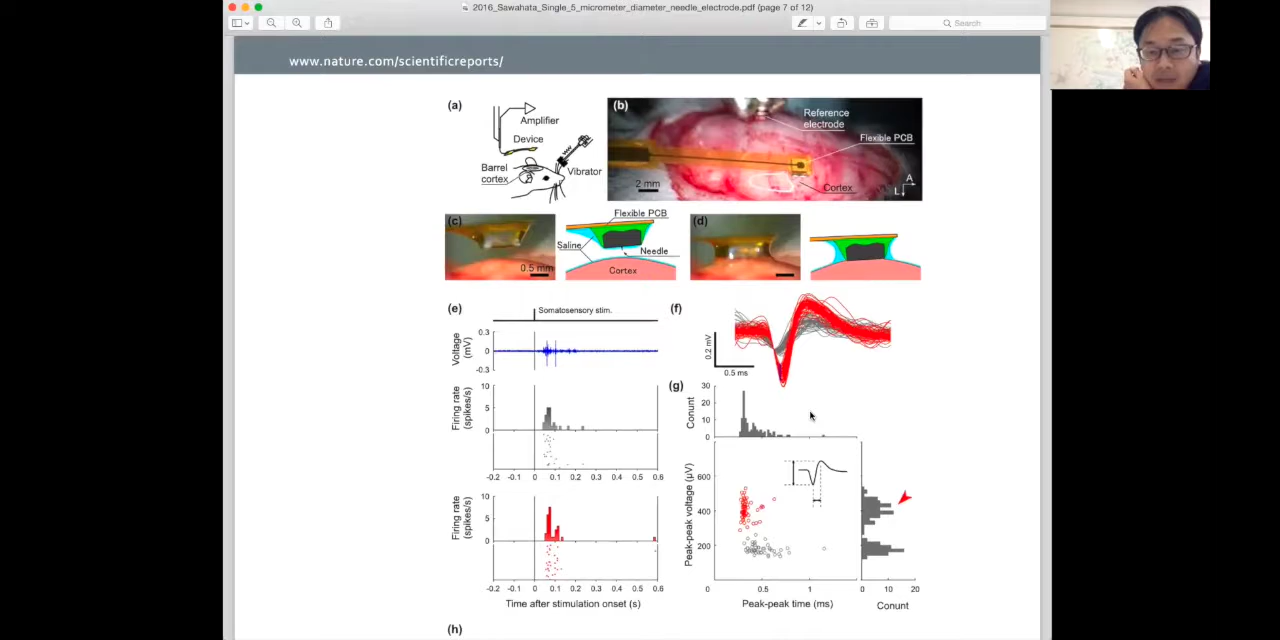 2016_Sawahata_Single_5_micrometer_diameter_needle_electrode.pdf (page 7 of 12)
Search
www.nature.com/scientificreports/
(a)
Amplifier
Device
Barrel
cortex
Vibrator
(b)
Reference
electrode
Flexible PCB
Cortex
2 mm
A
L
(c)
0.5 mm
Flexible PCB
Saline
Needle
Cortex
(d)
(e)
Somatosensory stim.
Voltage
(mV)
0.3
0
-0.3
Firing rate
(spikes/s)
10
5
0
-0.2 -0.1 0 0.1 0.2 0.3 0.4 0.5 0.6
Firing rate
(spikes/s)
10
5
0
-0.2 -0.1 0 0.1 0.2 0.3 0.4 0.5 0.6
Time after stimulation onset (s)
(f)
0.2 mV
0.5 ms
(g)
Conunt
30
20
10
0
Peak-peak voltage (µV)
600
400
200
0 0.5 1
Peak-peak time (ms)
0 10 20
Conunt
(h)